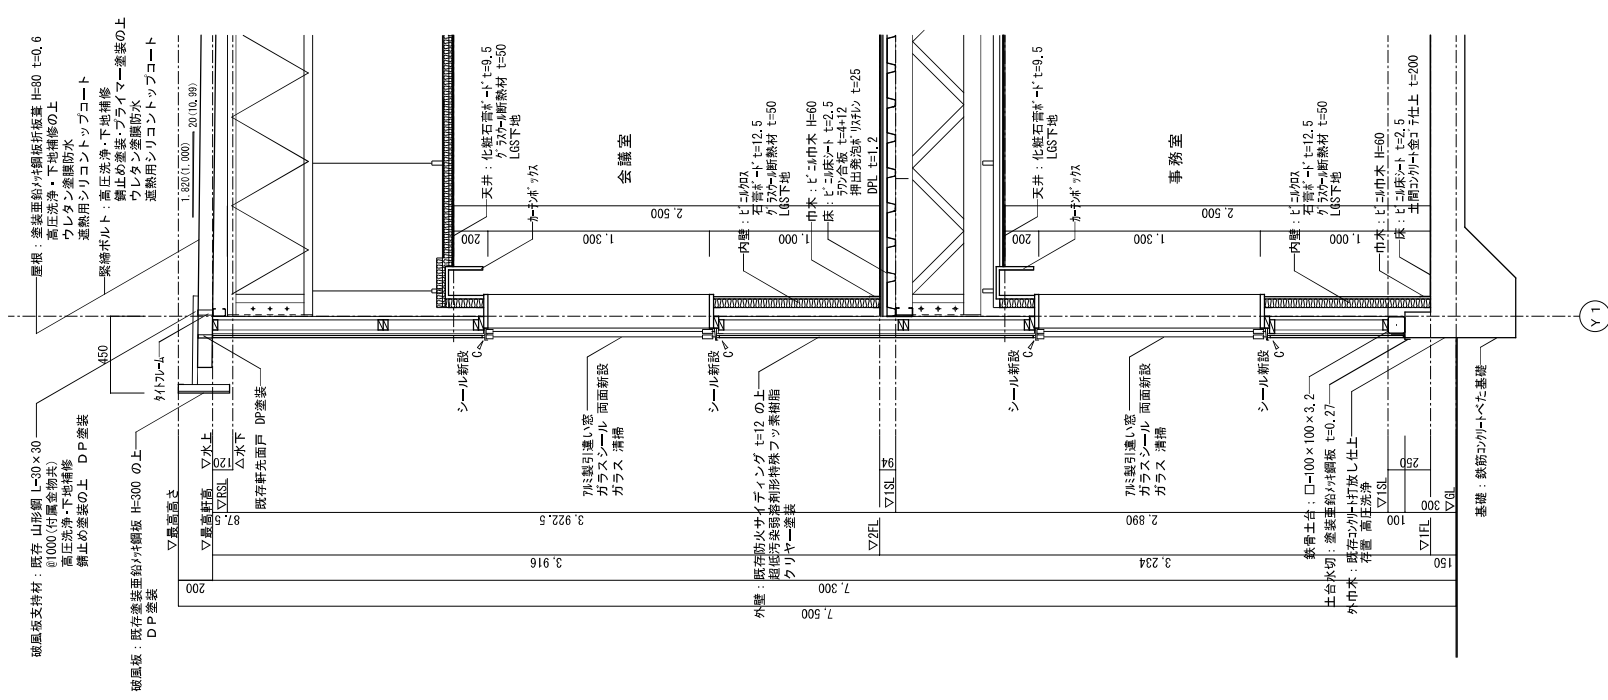 屋根：塗装亜鉛ﾒｯｷ鋼板折板葺 H=80 t=0.6
高圧洗浄・下地補修の上
ウレタン塗膜防水
遮熱用シリコントップコート
緊締ボルト：高圧洗浄・下地補修
錆止め塗装・プライマー塗装の上
ウレタン塗膜防水
遮熱用シリコントップコート
1,820(1,000)
20(10.99)
450
ﾀｲﾄﾌﾚｰﾑ
破風板支持材：既存 山形鋼 L-30×30
@1000(付属金物共)
高圧洗浄・下地補修
錆止め塗装の上 ＤＰ塗装
破風板：既存塗装亜鉛ﾒｯｷ鋼板 H=300 の上
ＤＰ塗装
▽最高高さ
▽最高軒高
▽水上
△水下
120
▽RSL
87.5
既存軒先面戸 DP塗装
天井：化粧石膏ﾎﾞｰﾄﾞt=9.5
ｸﾞﾗｽｳｰﾙ断熱材 t=50
LGS下地
ｶｰﾃﾝﾎﾞｯｸｽ
会議室
2,500
200
1,300
1,000
内壁：ﾋﾞﾆﾙｸﾛｽ
石膏ﾎﾞｰﾄﾞt=12.5
ｸﾞﾗｽｳｰﾙ断熱材 t=50
LGS下地
巾木：ﾋﾞﾆﾙ巾木 H=60
床：ﾋﾞﾆﾙ床ｼｰﾄ t=2.5
ﾗﾜﾝ合板 t=4+12
押出発泡ﾎﾟﾘｽﾁﾚﾝ t=25
DPL t=1.2
天井：化粧石膏ﾎﾞｰﾄﾞt=9.5
ｸﾞﾗｽｳｰﾙ断熱材 t=50
LGS下地
ｶｰﾃﾝﾎﾞｯｸｽ
事務室
2,500
200
1,300
1,000
内壁：ﾋﾞﾆﾙｸﾛｽ
石膏ﾎﾞｰﾄﾞt=12.5
ｸﾞﾗｽｳｰﾙ断熱材 t=50
LGS下地
巾木：ﾋﾞﾆﾙ巾木 H=60
床：ﾋﾞﾆﾙ床ｼｰﾄ t=2.5
土間ｺﾝｸﾘｰﾄ金ｺﾞﾃ仕上 t=200
Y1
シール新設
C
ｱﾙﾐ製引違い窓
ガラスシール 両面新設
ガラス 清掃
シール新設
C
外壁：既存防火サイディング t=12 の上
超低汚染弱溶剤形特殊フッ素樹脂
クリヤー塗装
シール新設
C
ｱﾙﾐ製引違い窓
ガラスシール 両面新設
ガラス 清掃
シール新設
C
鉄骨土台：□-100×100×3.2
土台水切：塗装亜鉛ﾒｯｷ鋼板 t=0.27
外巾木：既存ｺﾝｸﾘｰﾄ打放し仕上
存置 高圧洗浄
基礎：鉄筋ｺﾝｸﾘｰﾄべた基礎
94
▽1SL
▽2FL
▽1SL
250
100
300
▽GL
▽1FL
3,922.5
2,890
3,916
3,234
150
200
7,300
7,500